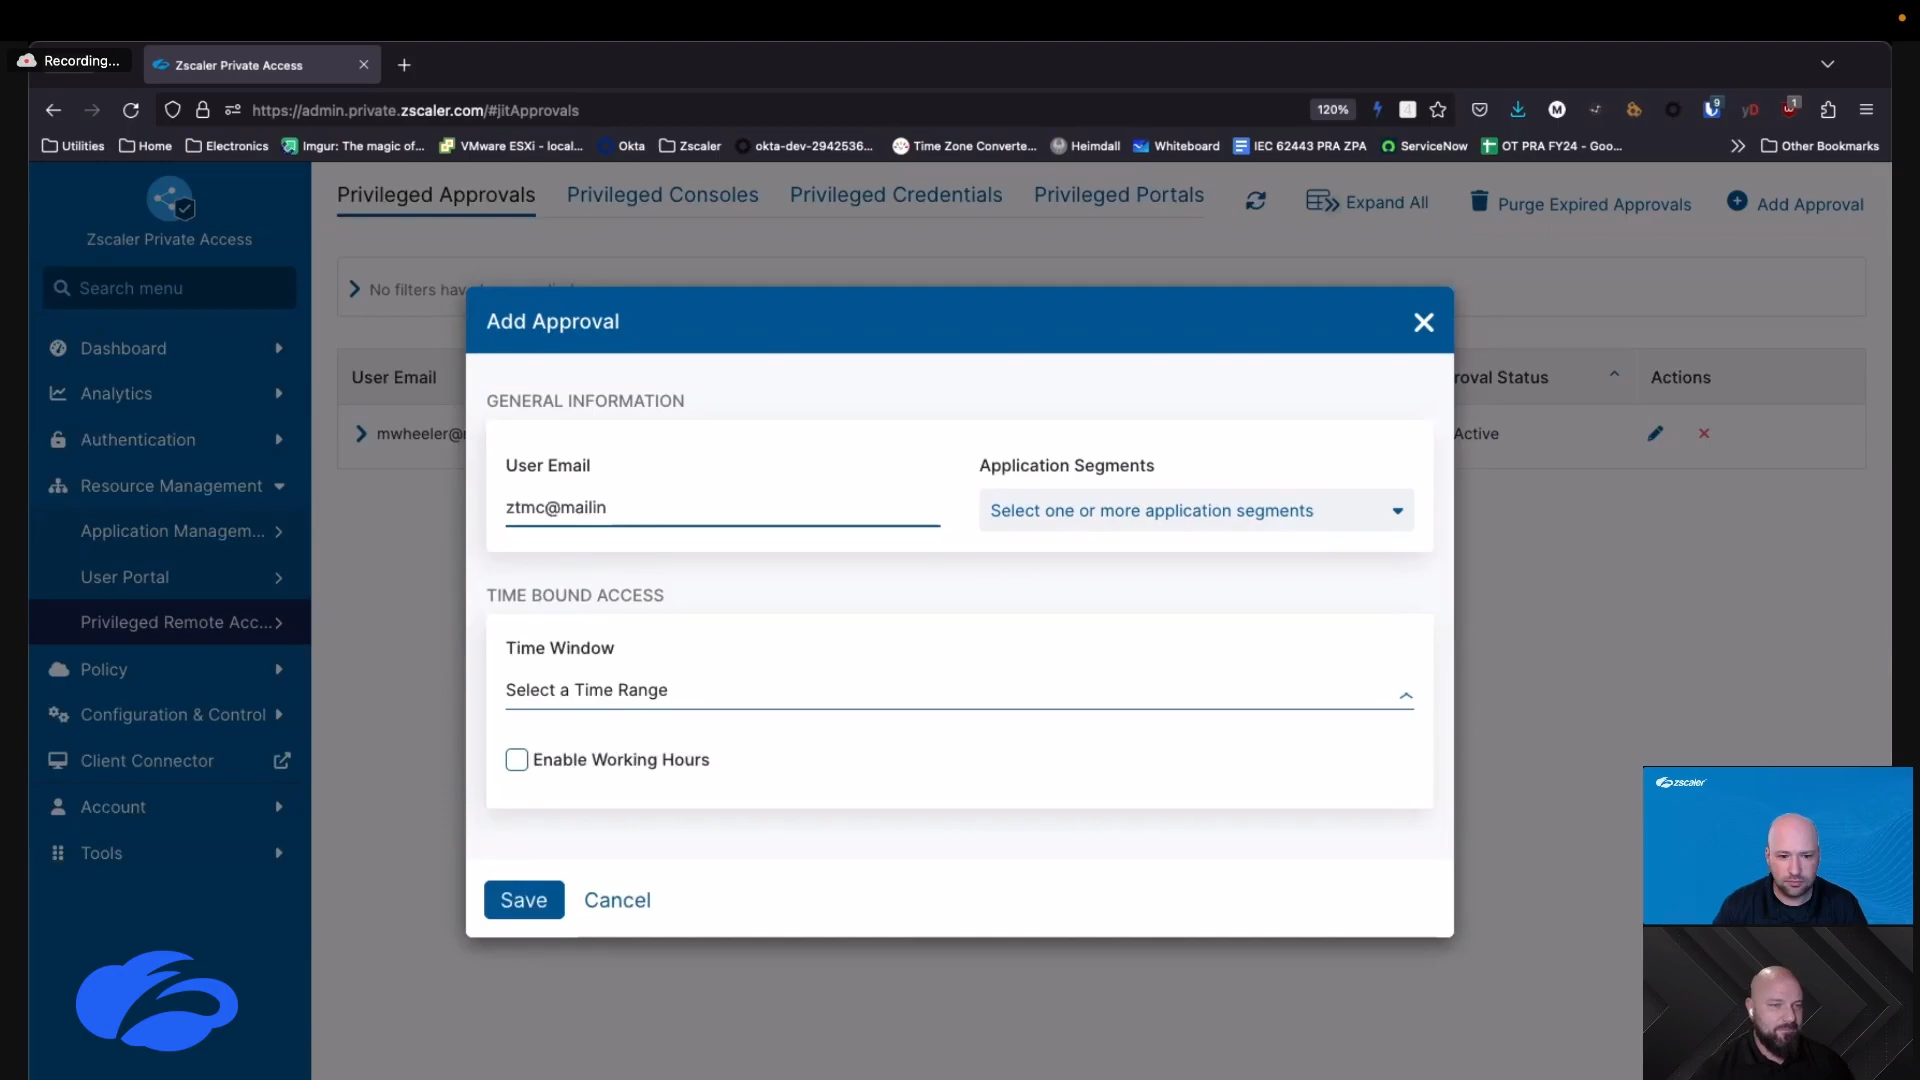 Recording...
Zscaler Private Access
https://admin.private.zscaler.com/#jitApprovals
120%
4
9
yD
1
Utilities
Home
Electronics
Imgur: The magic of...
VMware ESXi - local...
Okta
Zscaler
okta-dev-2942536...
Time Zone Converte...
Heimdall
Whiteboard
IEC 62443 PRA ZPA
ServiceNow
OT PRA FY24 - Goo...
Other Bookmarks
Zscaler Private Access
Search menu
Dashboard
Analytics
Authentication
Resource Management
Application Managem...
User Portal
Privileged Remote Acc...
Policy
Configuration & Control
Client Connector
Account
Tools
Privileged Approvals
Privileged Consoles
Privileged Credentials
Privileged Portals
Expand All
Purge Expired Approvals
Add Approval
No filters hav
User Email
roval Status
Actions
mwheeler@
Active
Add Approval
GENERAL INFORMATION
User Email
Application Segments
ztmc@mailin
Select one or more application segments
TIME BOUND ACCESS
Time Window
Select a Time Range
Enable Working Hours
Save
Cancel
zscaler